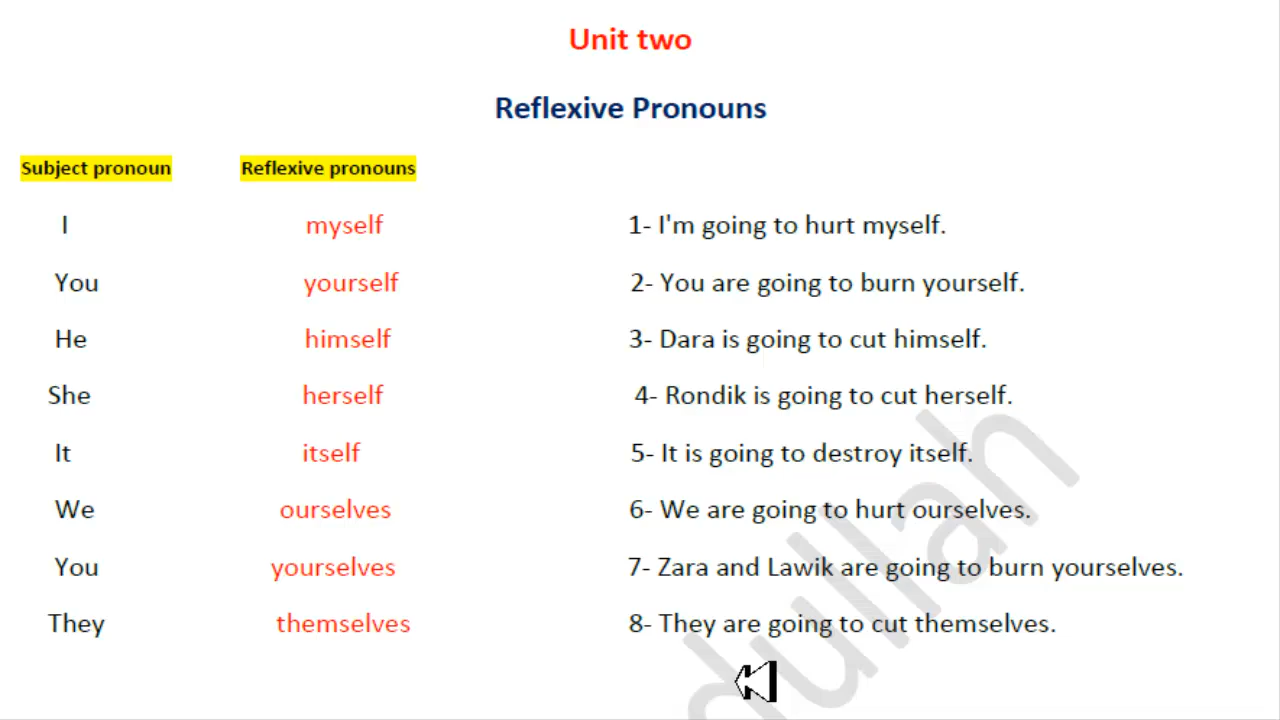 Unit two
Reflexive Pronouns
Subject pronoun Reflexive pronouns
I myself 1- I'm going to hurt myself.
You yourself 2- You are going to burn yourself.
He himself 3- Dara is going to cut himself.
She herself 4- Rondik is going to cut herself.
It itself 5- It is going to destroy itself.
We ourselves 6- We are going to hurt ourselves.
You yourselves 7- Zara and Lawik are going to burn yourselves.
They themselves 8- They are going to cut themselves.
dullah